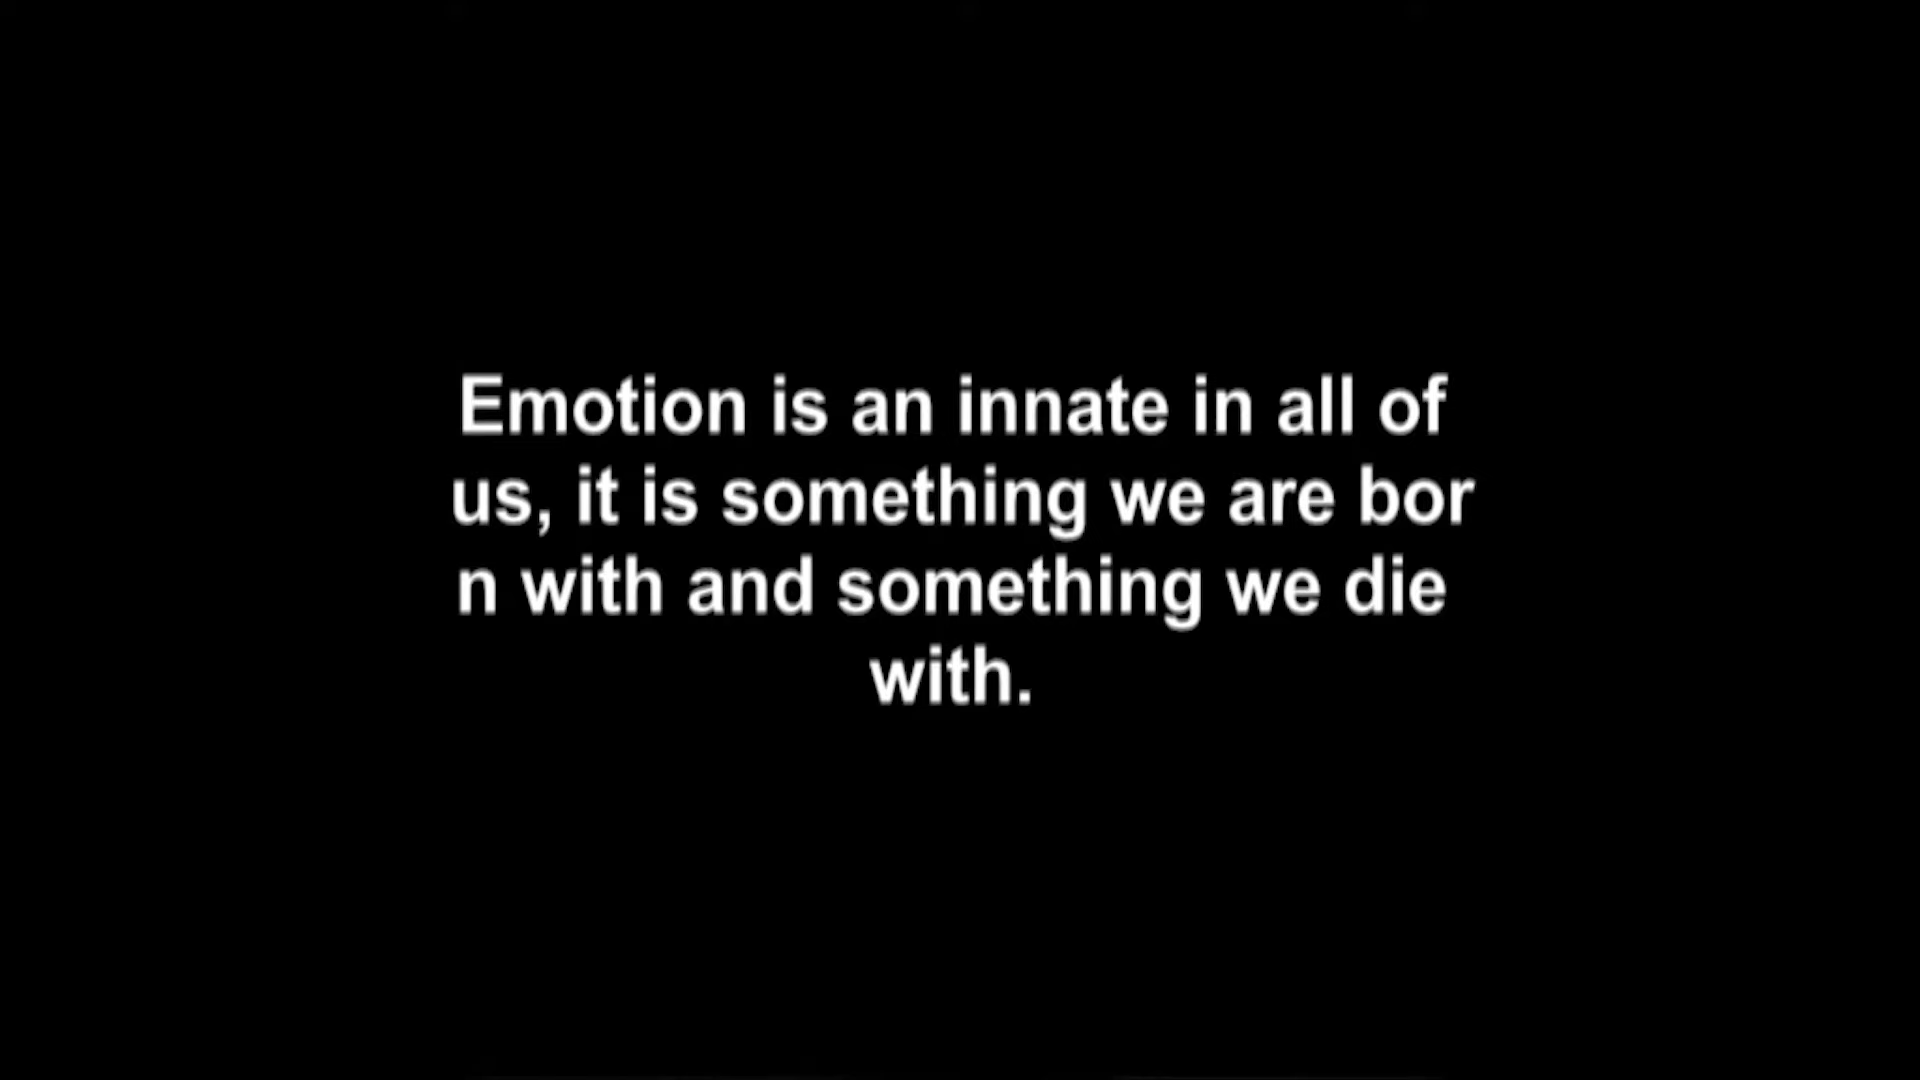 Emotion is an innate in all of
us, it is something we are bor
n with and something we die
with.